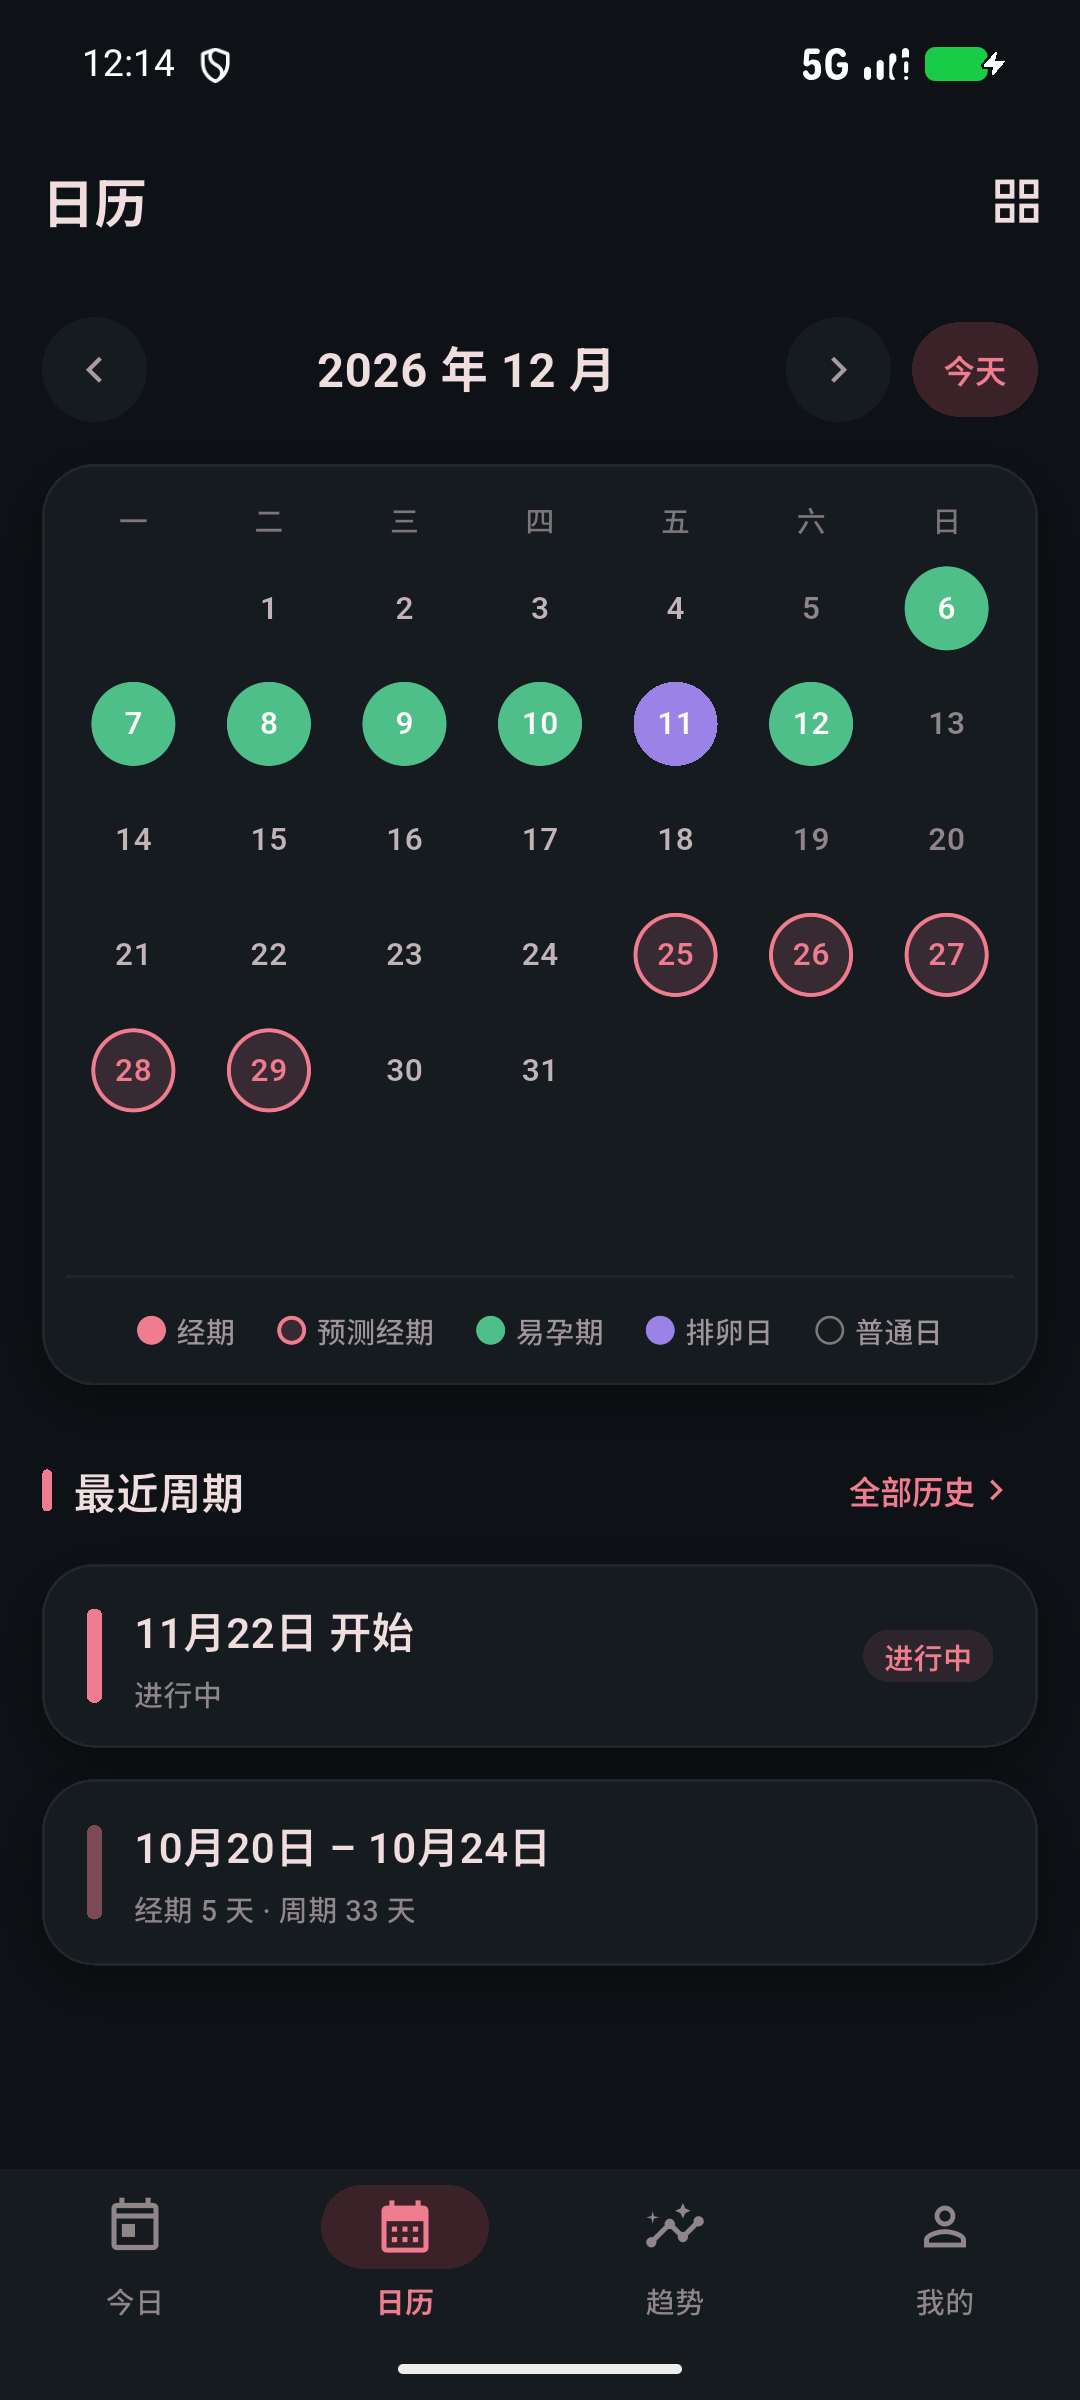 12:14 5G
日历
2026 年 12 月 今天
一 二 三 四 五 六 日
1 2 3 4 5 6
7 8 9 10 11 12 13
14 15 16 17 18 19 20
21 22 23 24 25 26 27
28 29 30 31
经期 预测经期 易孕期 排卵日 普通日
最近周期 全部历史
11月22日 开始
进行中
进行中
10月20日 – 10月24日
经期 5 天 · 周期 33 天
今日 日历 趋势 我的